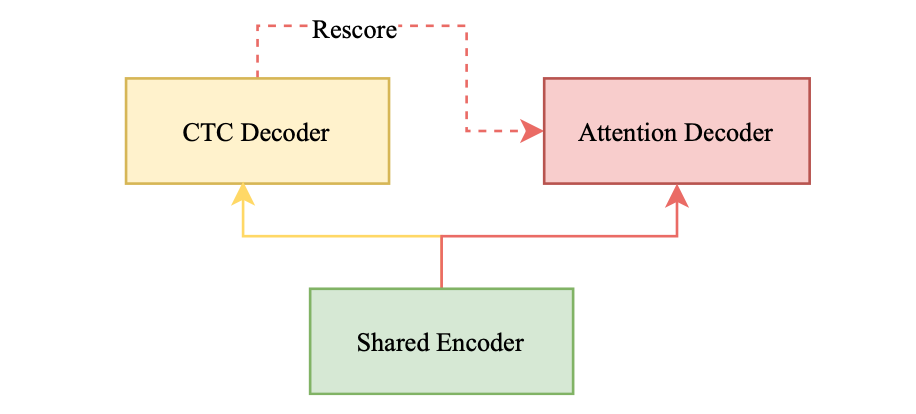 Rescore
CTC Decoder
Attention Decoder
Shared Encoder